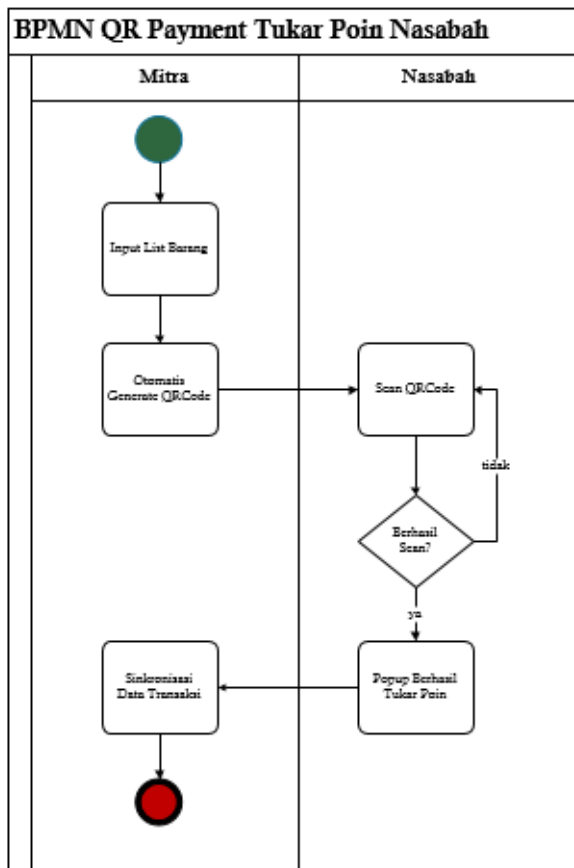 BPMN QR Payment Tukar Poin Nasabah
Mitra
Nasabah
Input List Barang
Otomatis
Generate QRCode
Scan QRCode
tidak
Berhasil
Scan?
ya
Sinkronisasi
Data Transaksi
Popup Berhasil
Tukar Poin